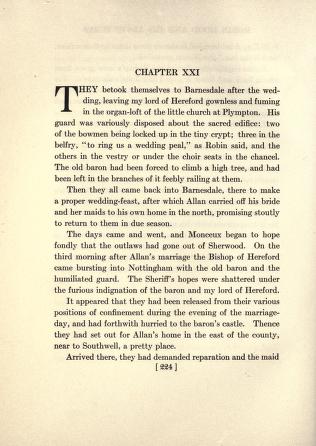 CHAPTER XXI
THEY betook themselves to Barnesdale after the wed-
ding, leaving my lord of Hereford gownless and fuming
in the organ-loft of the little church at Plympton. His
guard was variously disposed about the sacred edifice: two
of the bowmen being locked up in the tiny crypt; three in the
belfry, "to ring us a wedding peal," as Robin said, and the
others in the vestry or under the choir seats in the chancel.
The old baron had been forced to climb a high tree, and had
been left in the branches of it feebly railing at them.
Then they all came back into Barnesdale, there to make
a proper wedding-feast, after which Allan carried off his bride
and her maids to his own home in the north, promising stoutly
to return to them in due season.
The days came and went, and Monceux began to hope
fondly that the outlaws had gone out of Sherwood. On the
third morning after Allan's marriage the Bishop of Hereford
came bursting into Nottingham with the old baron and the
humiliated guard. The Sheriff's hopes were shattered under
the furious indignation of the baron and my lord of Hereford.
It appeared that they had been released from their various
positions of confinement during the evening of the marriage-
day, and had forthwith hurried to the baron's castle. Thence
they had set out for Allan's home in the east of the county,
near to Southwell, a pretty place.
Arrived there, they had demanded reparation and the maid
[ 224 ]